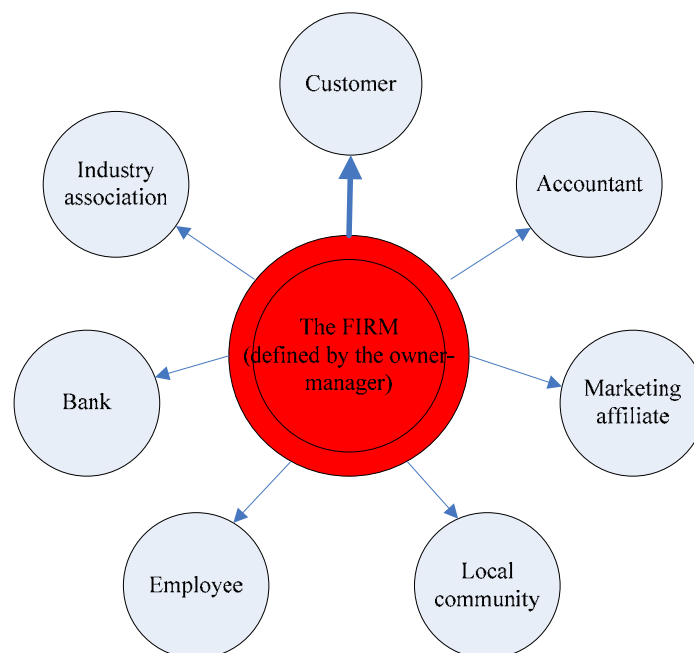 Customer
Industry
association
Accountant
The FIRM
(defined by the owner-
manager)
Bank
Marketing
affiliate
Employee
Local
community